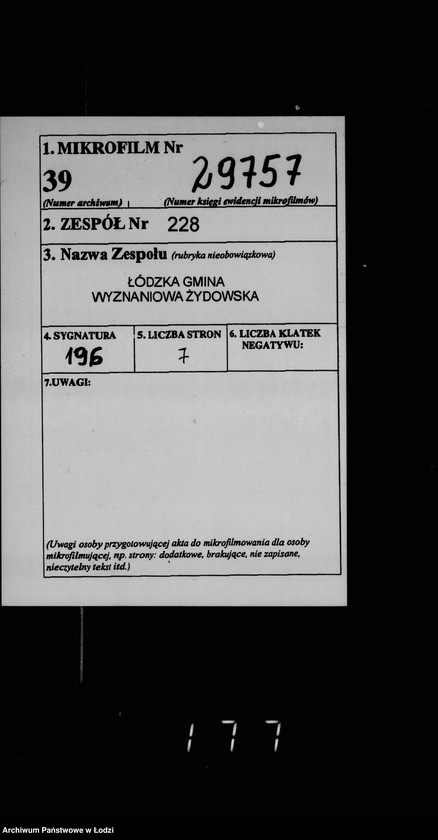 1. MIKROFILM Nr
39 29757
(Numer archiwum) (Numer księgi ewidencji mikrofilmów)
2. ZESPÓŁ Nr 228
3. Nazwa Zespołu (rubryka nieobowiązkowa)
ŁÓDZKA GMINA
WYZNANIOWA ŻYDOWSKA
4. SYGNATURA 5. LICZBA STRON 6. LICZBA KLATEK
NEGATYWU:
196 7
7.UWAGI:
(Uwagi osoby przygotowującej akta do mikrofilmowania dla osoby
mikrofilmującej, np. strony: dodatkowe, brakujące, nie zapisane,
nieczytelny tekst itd.)
177
Archiwum Państwowe w Łodzi